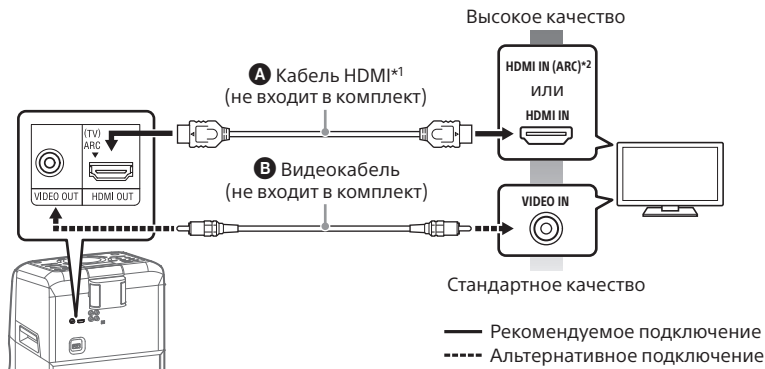 Высокое качество
HDMI IN (ARC)*2
или
HDMI IN
A Кабель HDMI*1
(не входит в комплект)
(TV)
ARC
VIDEO OUT
HDMI OUT
B Видеокабель
(не входит в комплект)
VIDEO IN
Стандартное качество
Рекомендуемое подключение
Альтернативное подключение